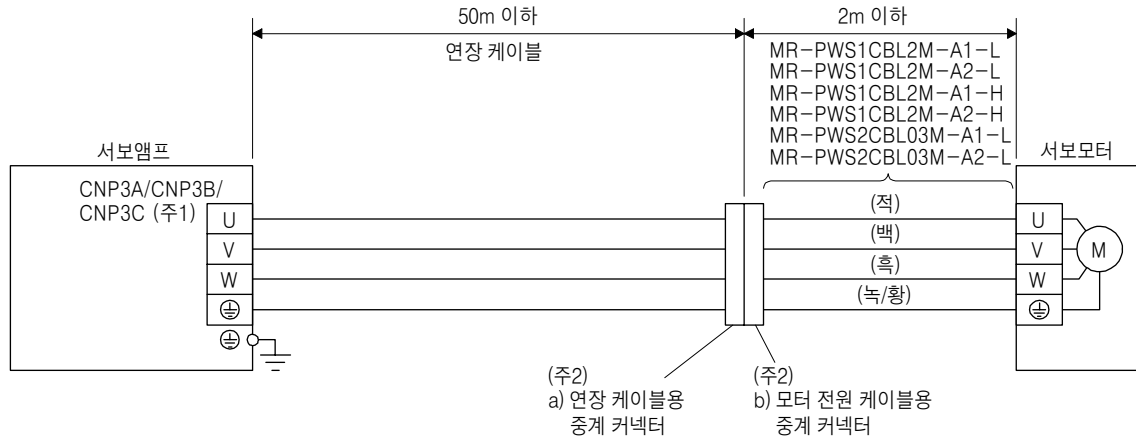 50m 이하
2m 이하
연장 케이블
MR-PWS1CBL2M-A1-L
MR-PWS1CBL2M-A2-L
MR-PWS1CBL2M-A1-H
MR-PWS1CBL2M-A2-H
MR-PWS2CBL03M-A1-L
MR-PWS2CBL03M-A2-L
서보앰프
서보모터
CNP3A/CNP3B/
CNP3C (주1)
U
V
W
(적)
(백)
(흑)
(녹/황)
U
V
W
M
(주2)
a) 연장 케이블용
중계 커넥터
(주2)
b) 모터 전원 케이블용
중계 커넥터